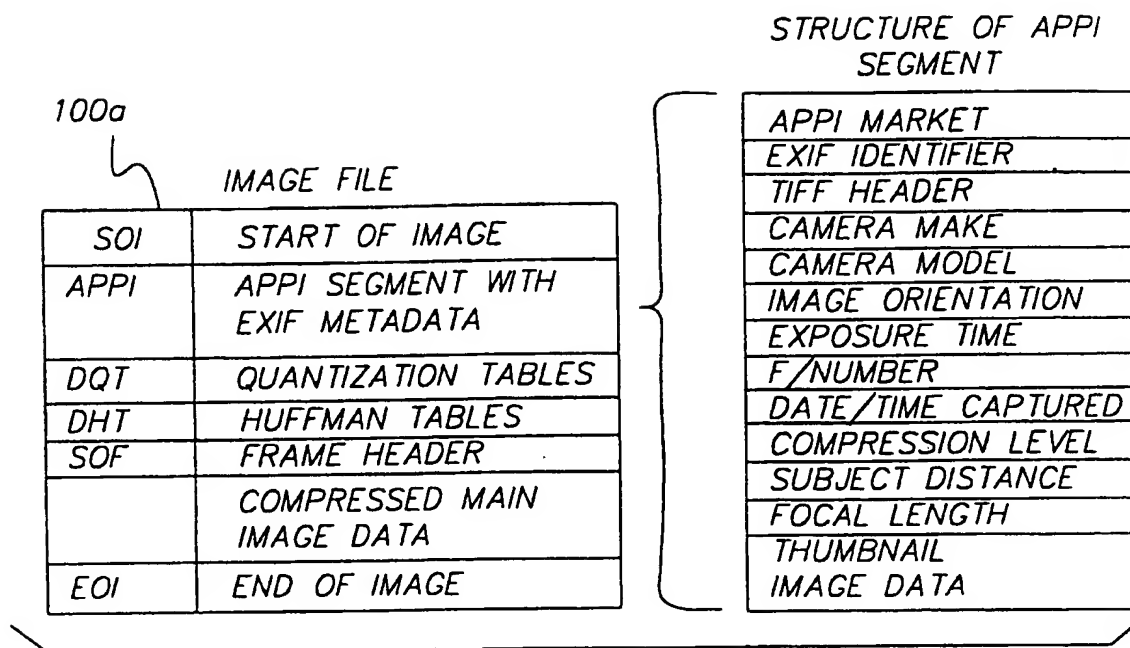 STRUCTURE OF APPI
SEGMENT
100a
IMAGE FILE
SOI START OF IMAGE
APPI APPI SEGMENT WITH
EXIF METADATA
DQT QUANTIZATION TABLES
DHT HUFFMAN TABLES
SOF FRAME HEADER
COMPRESSED MAIN
IMAGE DATA
EOI END OF IMAGE
APPI MARKET
EXIF IDENTIFIER
TIFF HEADER
CAMERA MAKE
CAMERA MODEL
IMAGE ORIENTATION
EXPOSURE TIME
F/NUMBER
DATE/TIME CAPTURED
COMPRESSION LEVEL
SUBJECT DISTANCE
FOCAL LENGTH
THUMBNAIL
IMAGE DATA